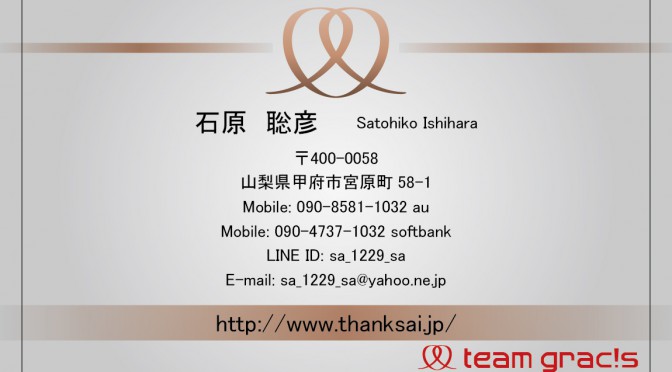 石原　聡彦　Satohiko Ishihara
〒400-0058
山梨県甲府市宮原町 58-1
Mobile: 090-8581-1032 au
Mobile: 090-4737-1032 softbank
LINE ID: sa_1229_sa
E-mail: sa_1229_sa@yahoo.ne.jp
http://www.thanksai.jp/
team grac!s